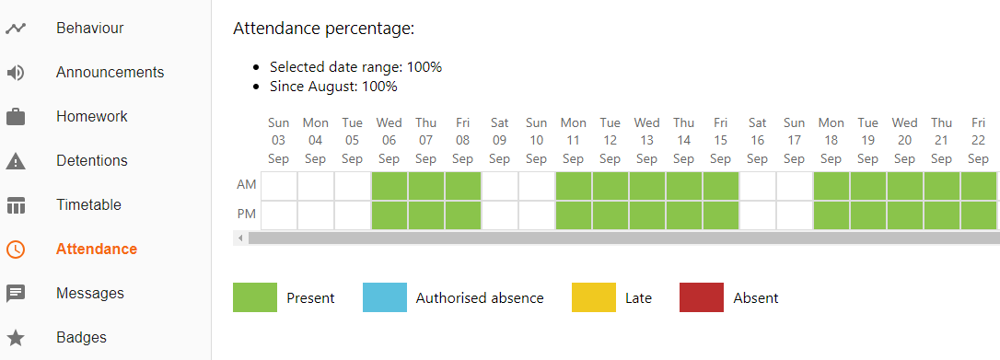 Behaviour
Announcements
Homework
Detentions
Timetable
Attendance
Messages
Badges
Attendance percentage:
Selected date range: 100%
Since August: 100%
Sun Mon Tue Wed Thu Fri Sat Sun Mon Tue Wed Thu Fri Sat Sun Mon Tue Wed Thu Fri
03 04 05 06 07 08 09 10 11 12 13 14 15 16 17 18 19 20 21 22
Sep Sep Sep Sep Sep Sep Sep Sep Sep Sep Sep Sep Sep Sep Sep Sep Sep Sep Sep Sep
AM
PM
Present Authorised absence Late Absent